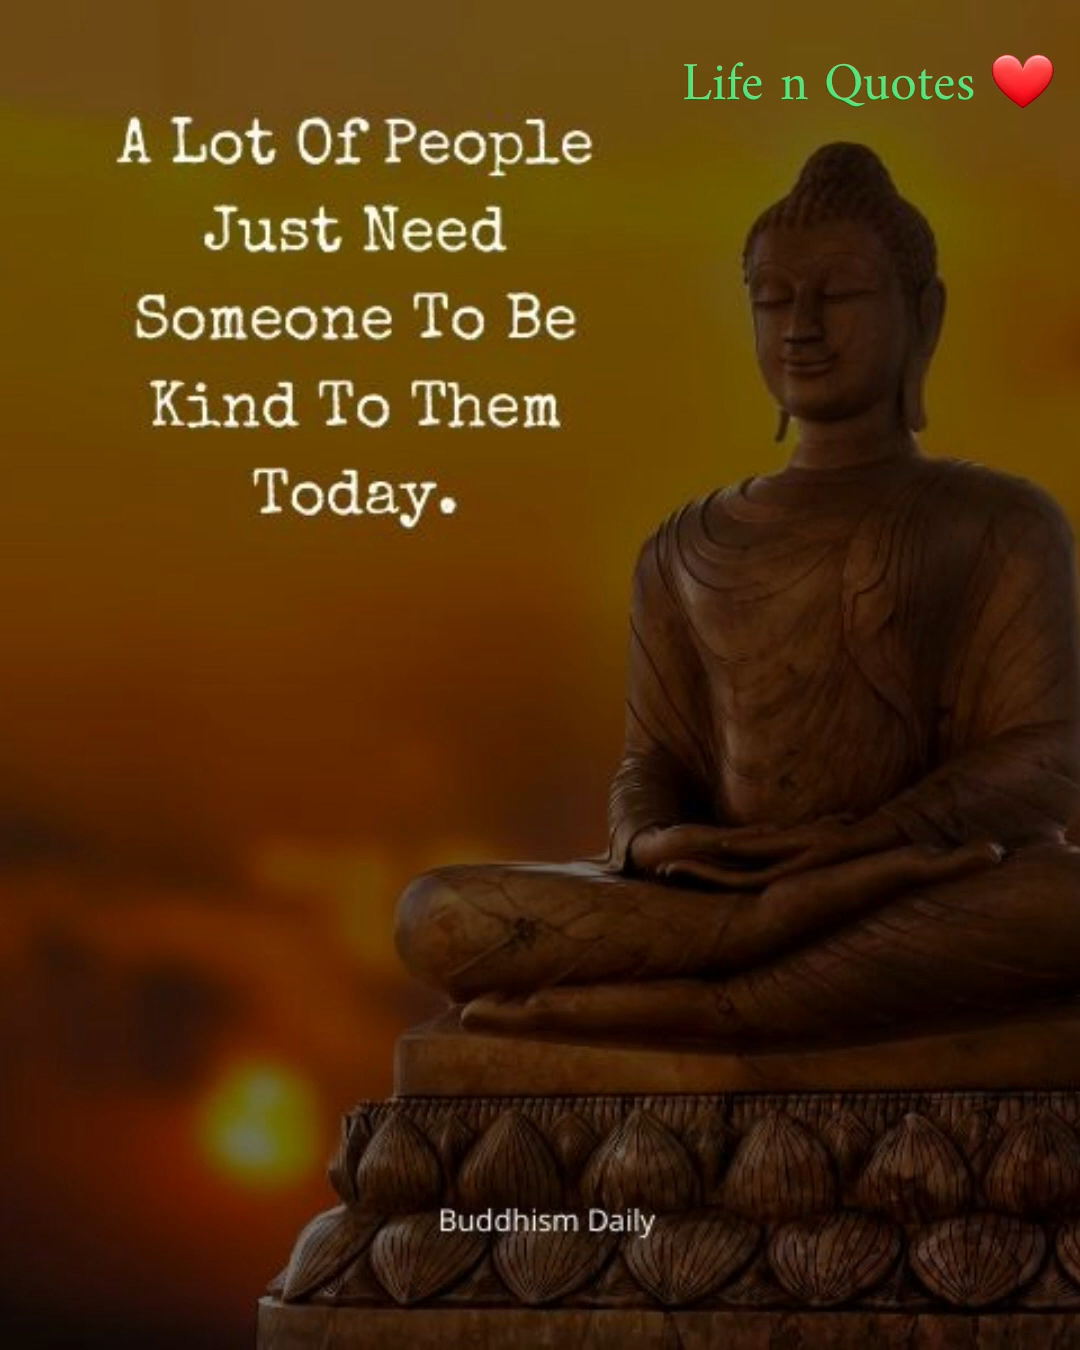 Life n Quotes ❤️
A Lot Of People
Just Need
Someone To Be
Kind To Them
Today.
Buddhism Daily